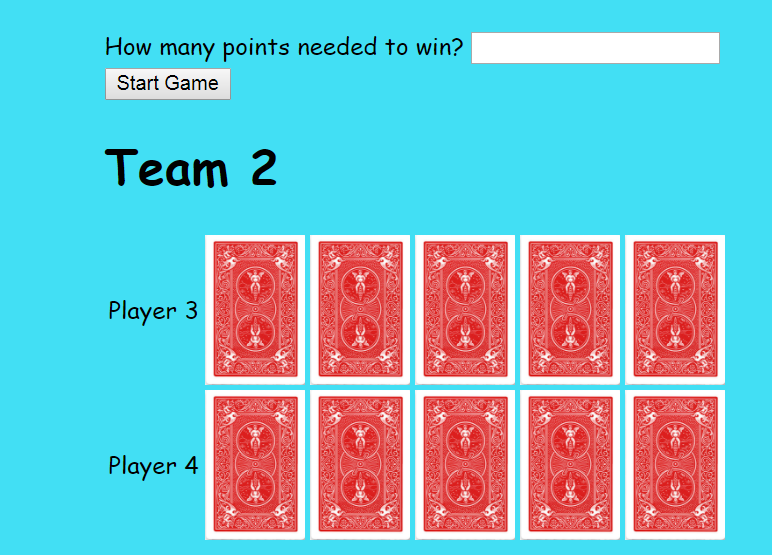 How many points needed to win?
Start Game
Team 2
Player 3
Player 4